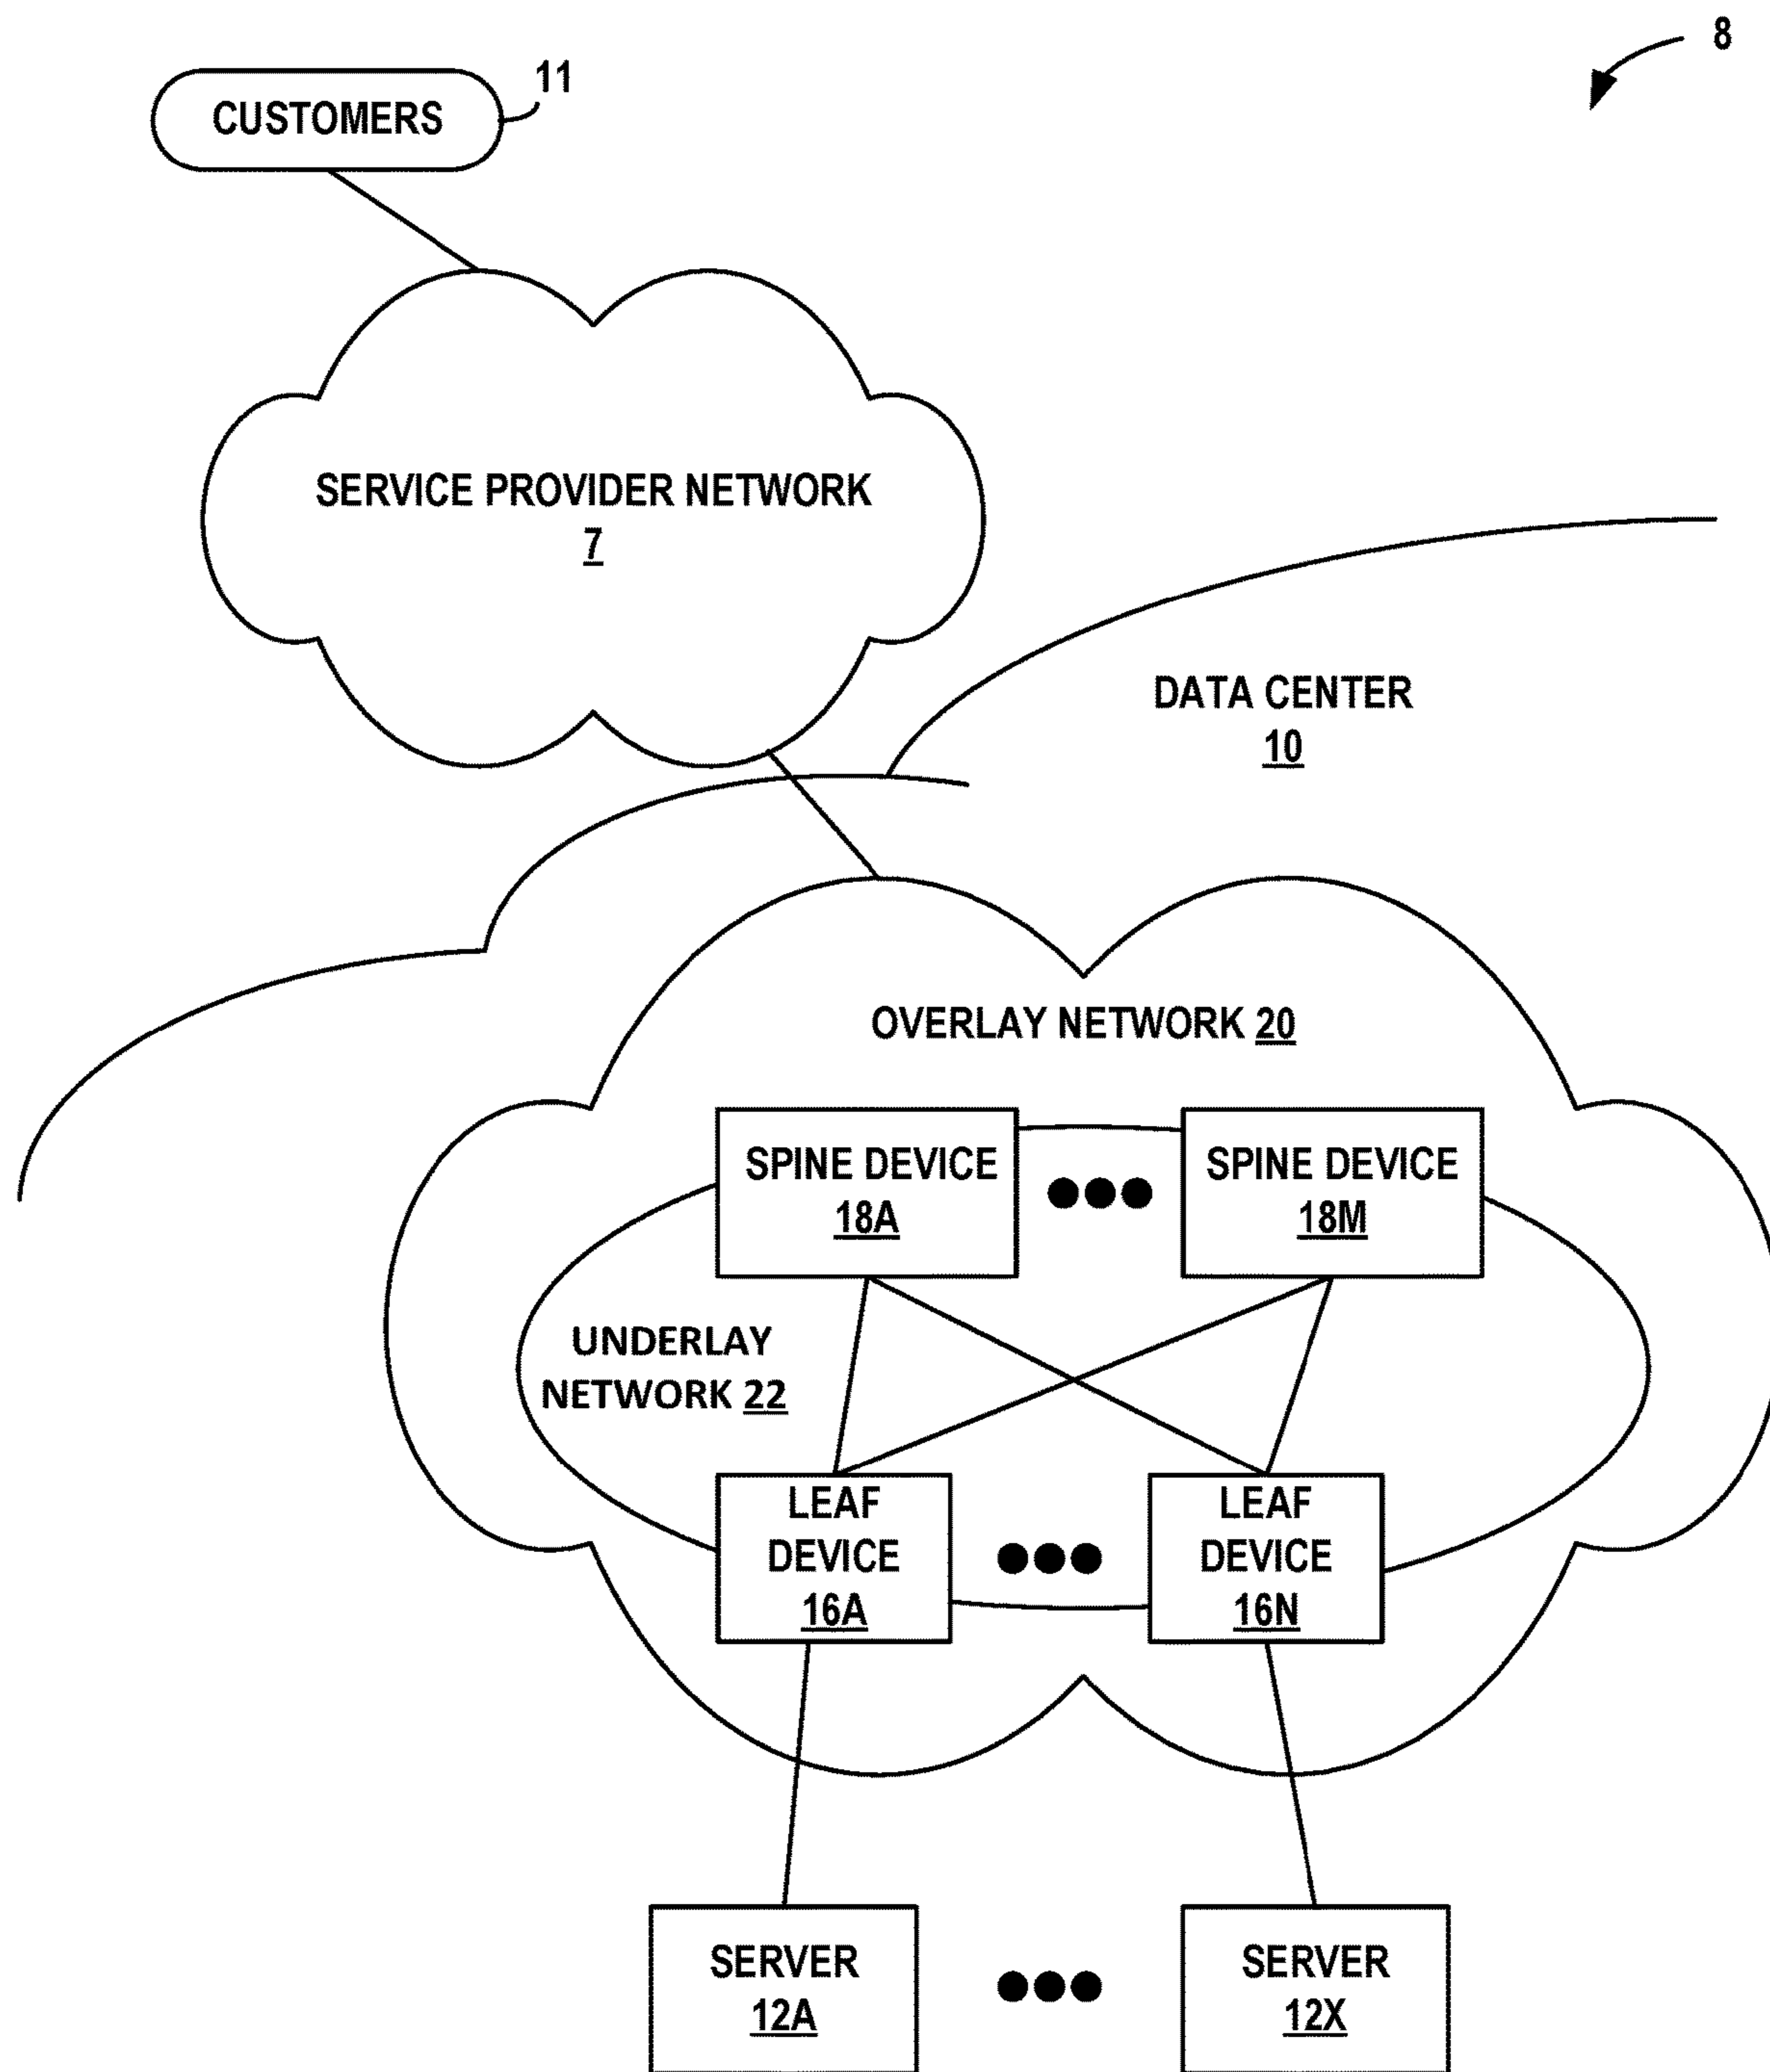 8
11
CUSTOMERS
SERVICE PROVIDER NETWORK
7
DATA CENTER
10
OVERLAY NETWORK 20
SPINE DEVICE
18A
SPINE DEVICE
18M
UNDERLAY
NETWORK 22
LEAF
DEVICE
16A
LEAF
DEVICE
16N
SERVER
12A
SERVER
12X